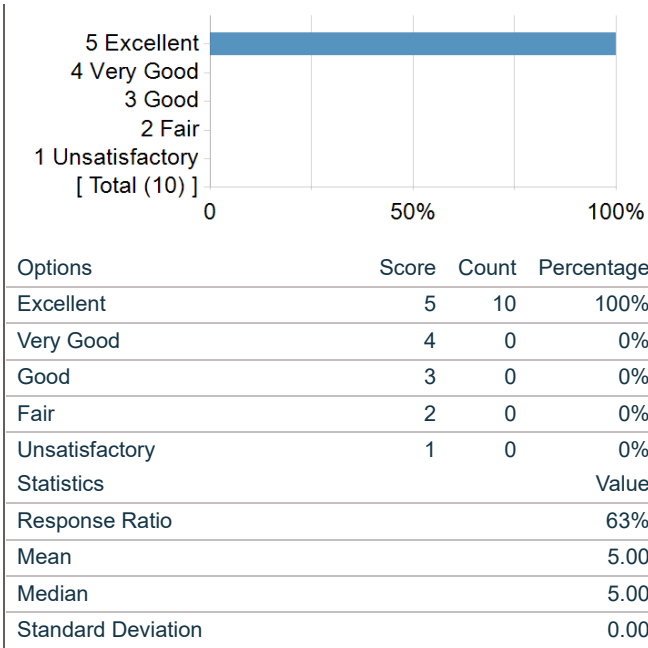 5 Excellent
4 Very Good
3 Good
2 Fair
1 Unsatisfactory
[ Total (10) ]
0 50% 100%
Options Score Count Percentage
Excellent 5 10 100%
Very Good 4 0 0%
Good 3 0 0%
Fair 2 0 0%
Unsatisfactory 1 0 0%
Statistics Value
Response Ratio 63%
Mean 5.00
Median 5.00
Standard Deviation 0.00